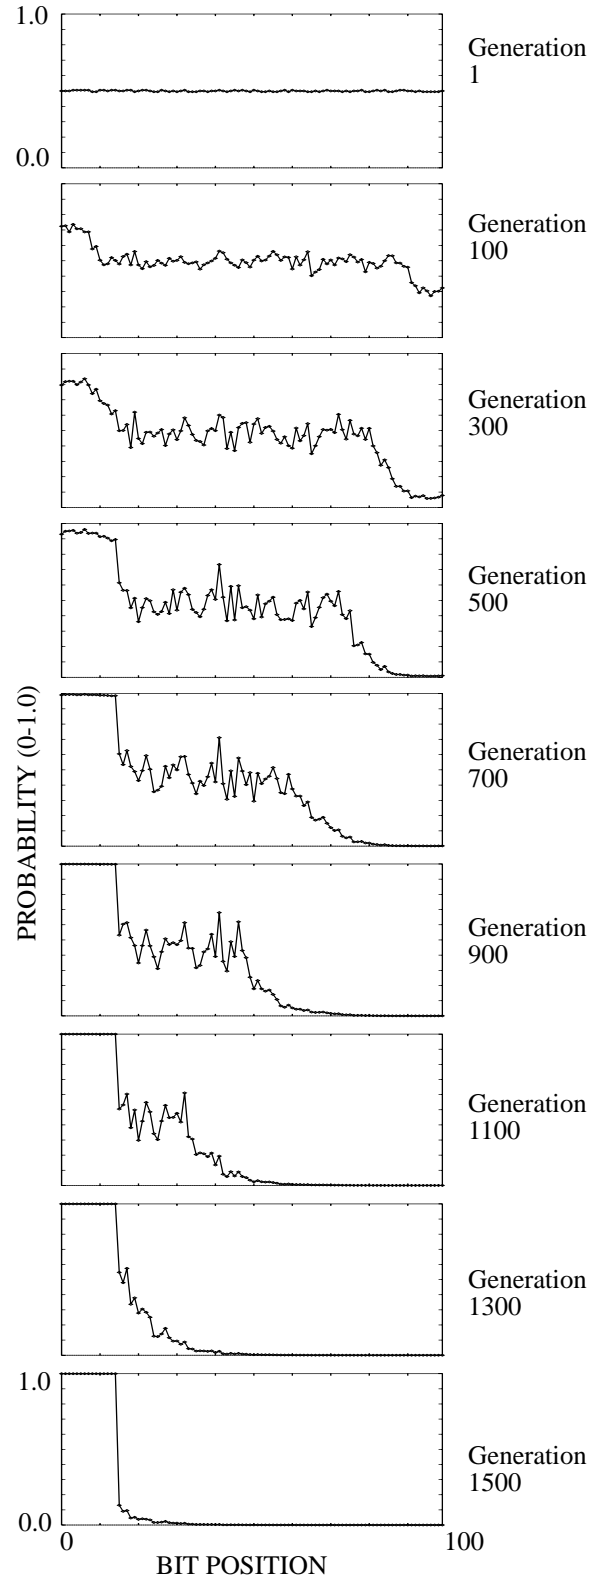 1.0
Generation
1
0.0
Generation
100
Generation
300
Generation
500
Generation
700
PROBABILITY (0-1.0)
Generation
900
Generation
1100
Generation
1300
1.0
Generation
1500
0.0
0
100
BIT POSITION